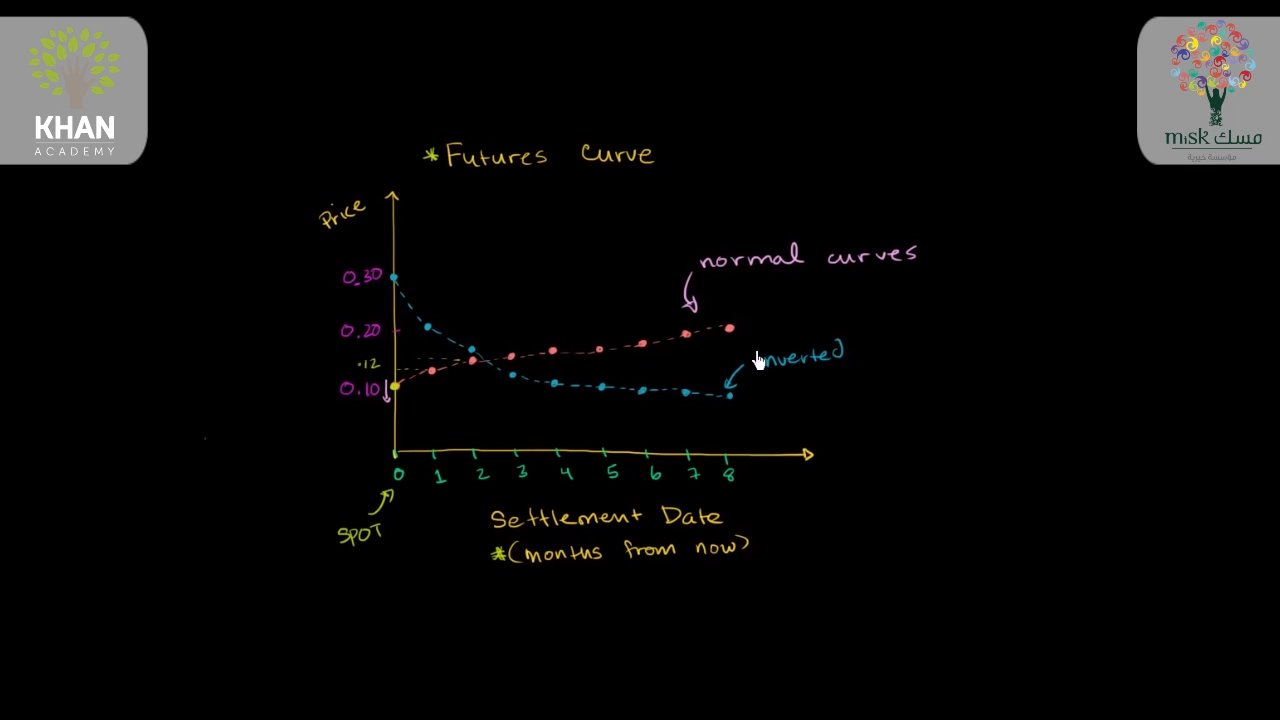 KHAN
ACADEMY
mısk مسك
مؤسسة خيرية
*Futures Curve
Price
normal curves
0.30
0.20
.12
0.10
inverted
0 1 2 3 4 5 6 7 8
SPOT
Settlement Date
*(months from now)